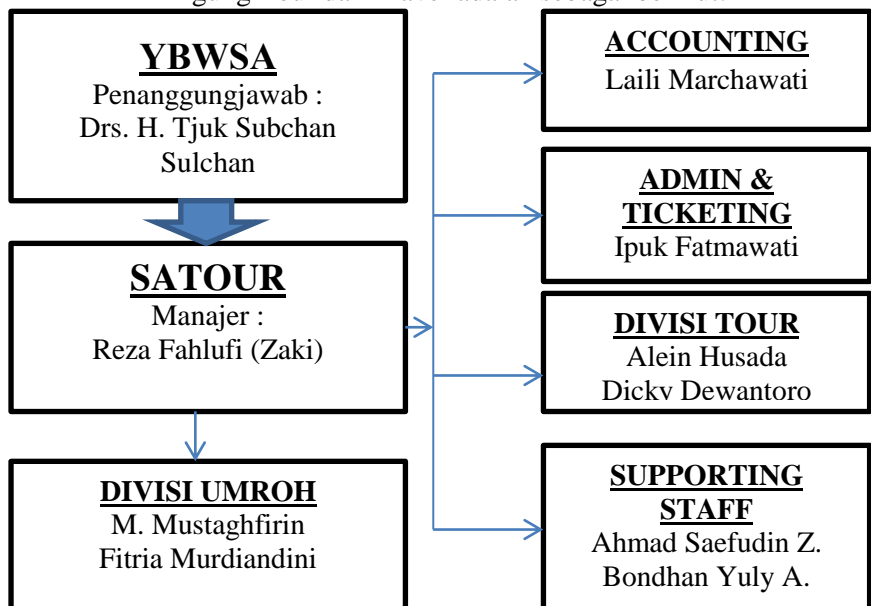 YBWSA
Penanggungjawab :
Drs. H. Tjuk Subchan
Sulchan
SATOUR
Manajer :
Reza Fahlufi (Zaki)
DIVISI UMROH
M. Mustaghfirin
Fitria Murdiandini
ACCOUNTING
Laili Marchawati
ADMIN &
TICKETING
Ipuk Fatmawati
DIVISI TOUR
Alein Husada
Dicky Dewantoro
SUPPORTING
STAFF
Ahmad Saefudin Z.
Bondhan Yuly A.